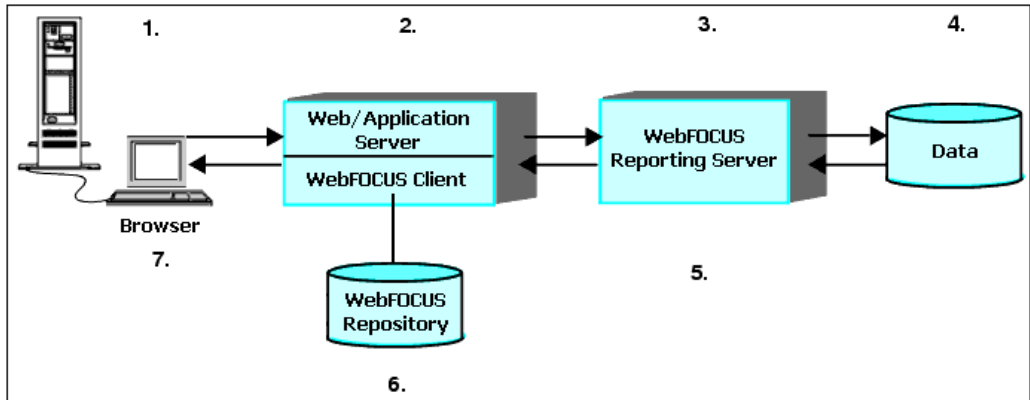 1.
2.
3.
4.
Web/Application
Server
WebFOCUS Client
WebFOCUS
Reporting Server
Data
Browser
7.
5.
WebFOCUS
Repository
6.